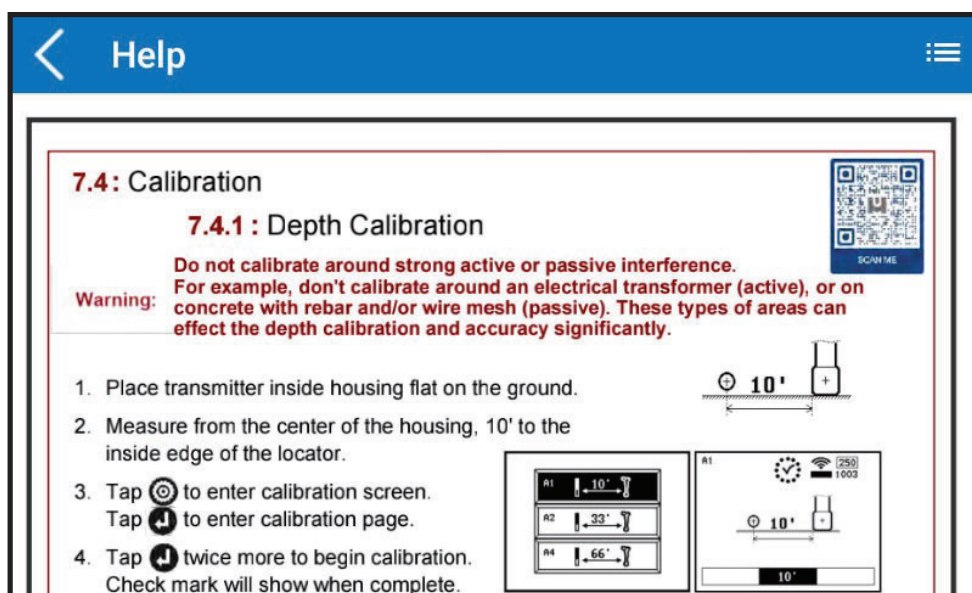 Help
7.4: Calibration
7.4.1 : Depth Calibration
SCAN ME
Warning:
Do not calibrate around strong active or passive interference.
For example, don't calibrate around an electrical transformer (active), or on
concrete with rebar and/or wire mesh (passive). These types of areas can
effect the depth calibration and accuracy significantly.
1. Place transmitter inside housing flat on the ground.
10'
2. Measure from the center of the housing, 10' to the
inside edge of the locator.
3. Tap to enter calibration screen.
Tap to enter calibration page.
4. Tap twice more to begin calibration.
Check mark will show when complete.
A1 10'
A2 33'
A4 66'
A1
250
1003
10'
10'